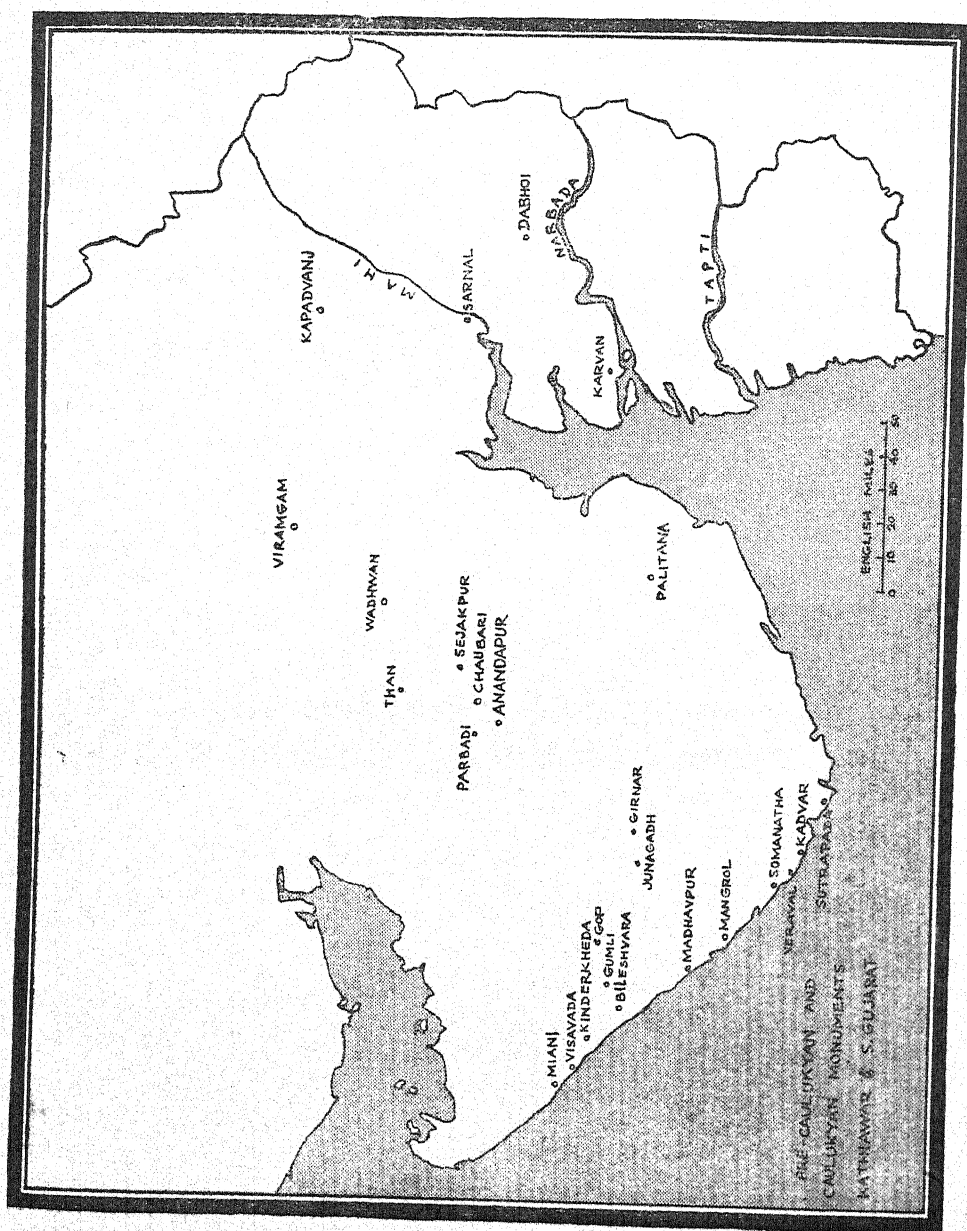 KAPADVANJ
MAHI
SARNAL
DABHOI
NARBADA
KARVAN
TAPTI
VIRAMGAM
WADHWAN
THAN
SEJAKPUR
CHAUBARI
ANANDAPUR
PARBADI
PALITANA
GIRNAR
JUNAGADH
MIANI
VISAVADA
KINDERKHEDA
GOP
GUMLI
BILESHVARA
MADHAVPUR
MANGROL
SOMANATHA
VERAVAL
KADVAR
SUTRAPADA
ENGLISH MILES
0 10 20 30 40 50
PRE-CAULUKYAN AND
CAULUKYAN MONUMENTS
KATHIAWAR & S.GUJARAT